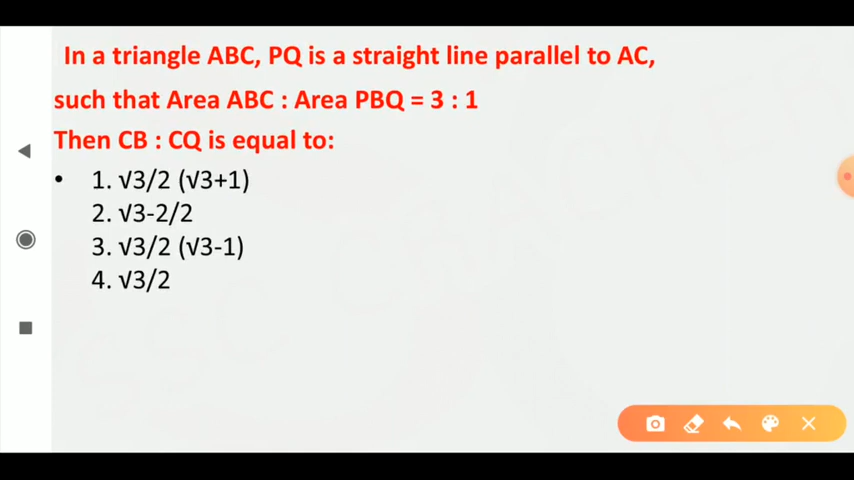 In a triangle ABC, PQ is a straight line parallel to AC,
such that Area ABC : Area PBQ = 3 : 1
Then CB : CQ is equal to:
• 1. √3/2 (√3+1)
2. √3-2/2
3. √3/2 (√3-1)
4. √3/2